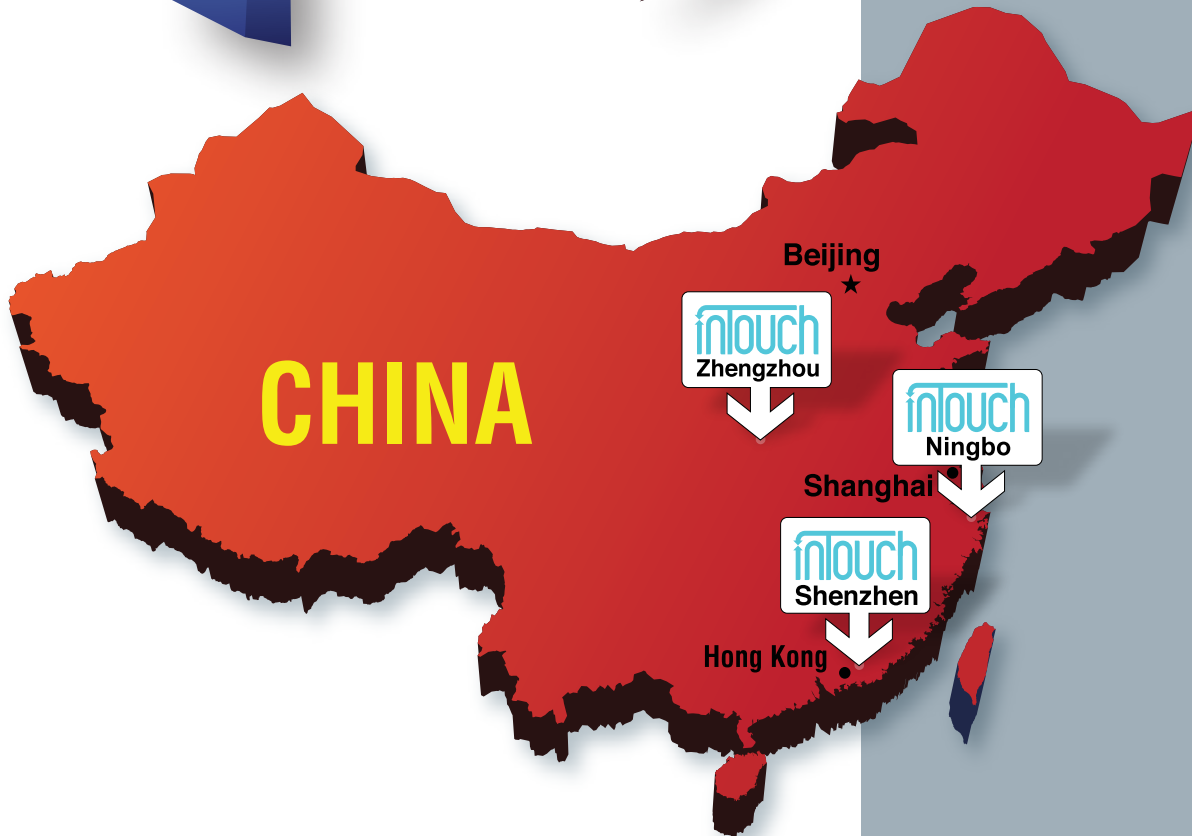 Beijing
inTouch
Zhengzhou
CHINA
inTouch
Ningbo
Shanghai
inTouch
Shenzhen
Hong Kong